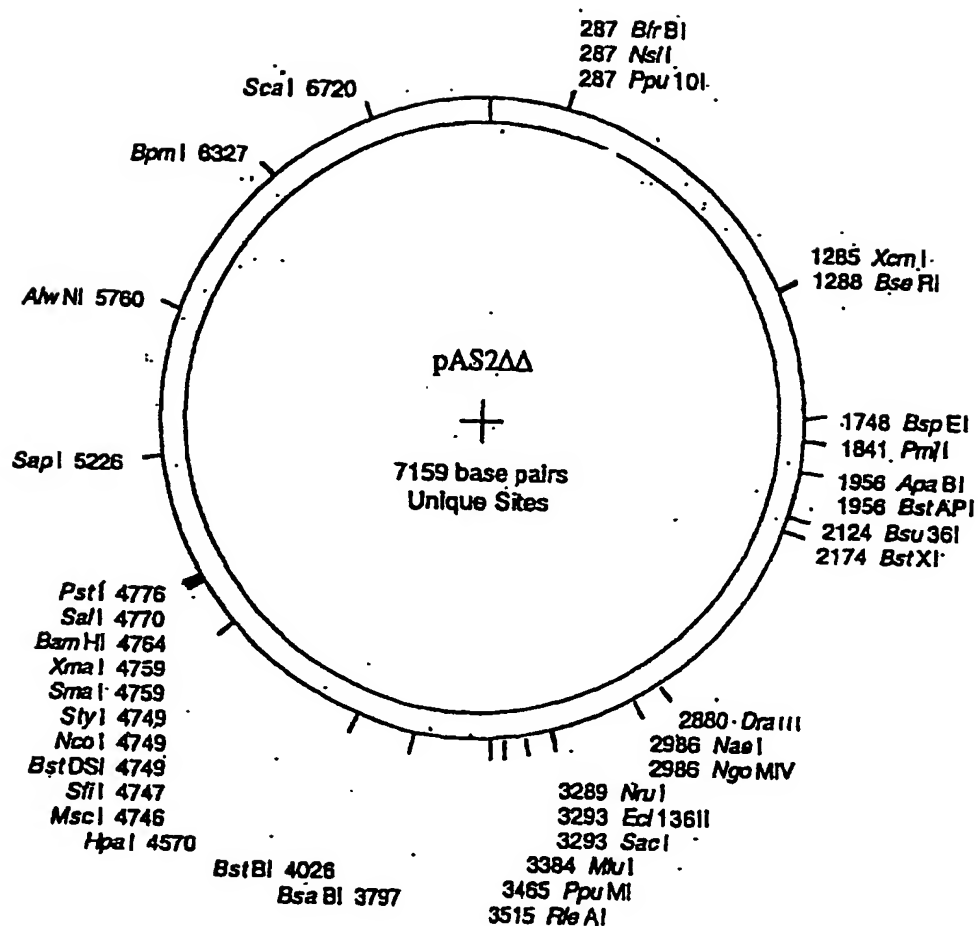 287 BfrBI
287 NsiI
287 Ppu10I
ScaI 6720
BpmI 6327
1285 XcmI
1288 BseRI
AlwNI 5760
pAS2ΔΔ
7159 base pairs
Unique Sites
1748 BspEI
1841 PmlI
1956 ApaBI
1956 BstAPI
2124 Bsu36I
2174 BstXI
SapI 5226
PstI 4776
SalI 4770
BamHI 4764
XmaI 4759
SmaI 4759
StyI 4749
NcoI 4749
BstDSI 4749
SfiI 4747
MscI 4746
HpaI 4570
BstBI 4026
BsaBI 3797
2880 DraIII
2986 NaeI
2986 NgoMIV
3289 NruI
3293 Ecl136II
3293 SacI
3384 MluI
3465 PpuMI
3515 RleAI